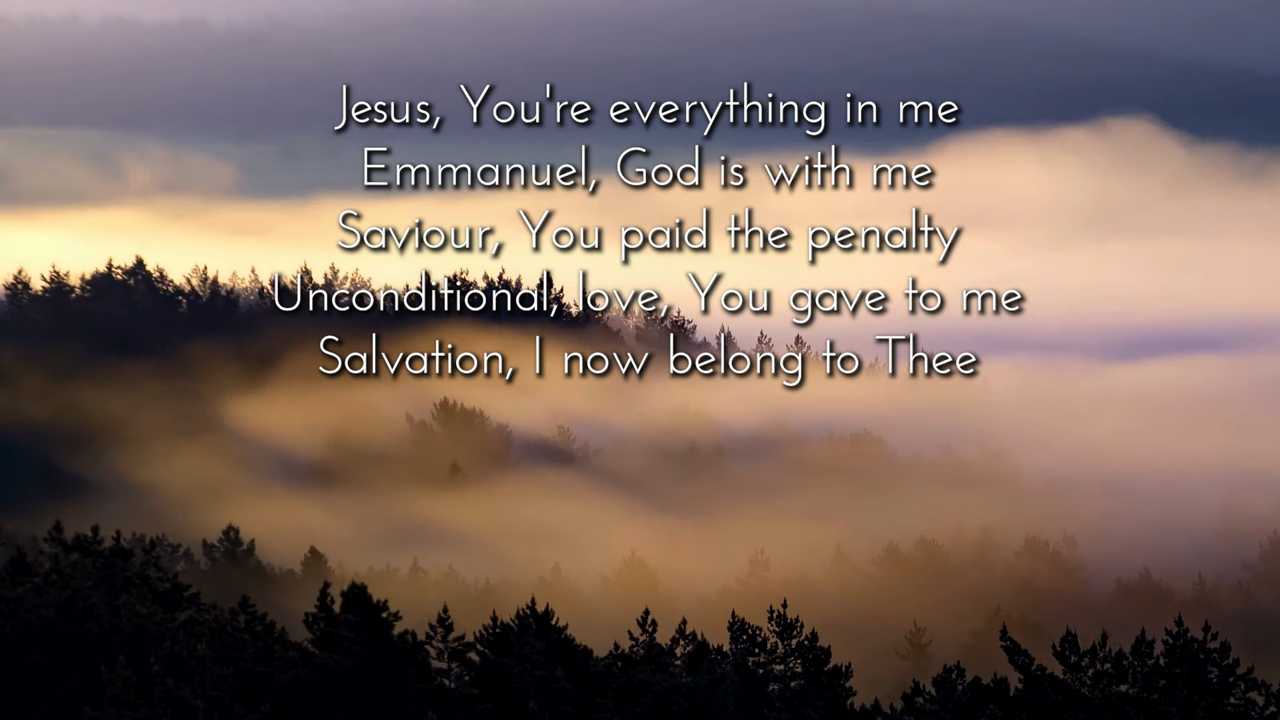 Jesus, You're everything in me
Emmanuel, God is with me
Saviour, You paid the penalty
Unconditional, love, You gave to me
Salvation, I now belong to Thee